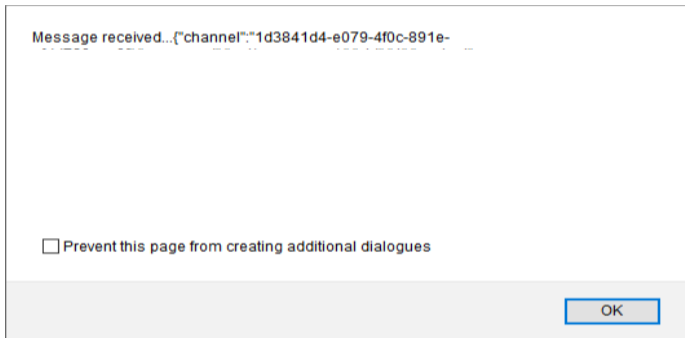 Message received...{"channel":"1d3841d4-e079-4f0c-891e-
Prevent this page from creating additional dialogues
OK